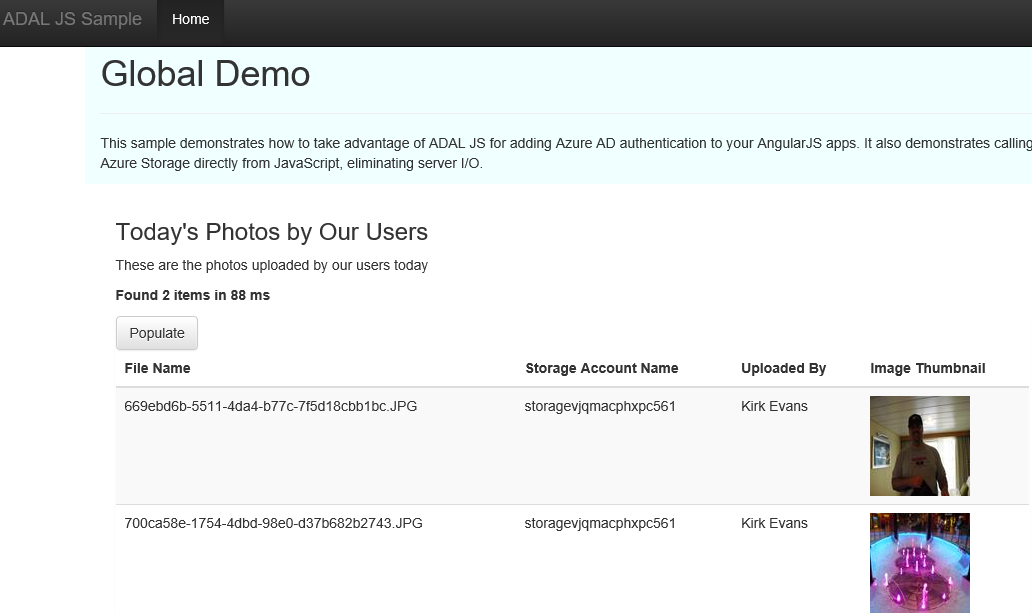 ADAL JS Sample Home
Global Demo
This sample demonstrates how to take advantage of ADAL JS for adding Azure AD authentication to your AngularJS apps. It also demonstrates calling
Azure Storage directly from JavaScript, eliminating server I/O.
Today's Photos by Our Users
These are the photos uploaded by our users today
Found 2 items in 88 ms
Populate
File Name Storage Account Name Uploaded By Image Thumbnail
669ebd6b-5511-4da4-b77c-7f5d18cbb1bc.JPG storagevjqmacphxpc561 Kirk Evans
700ca58e-1754-4dbd-98e0-d37b682b2743.JPG storagevjqmacphxpc561 Kirk Evans